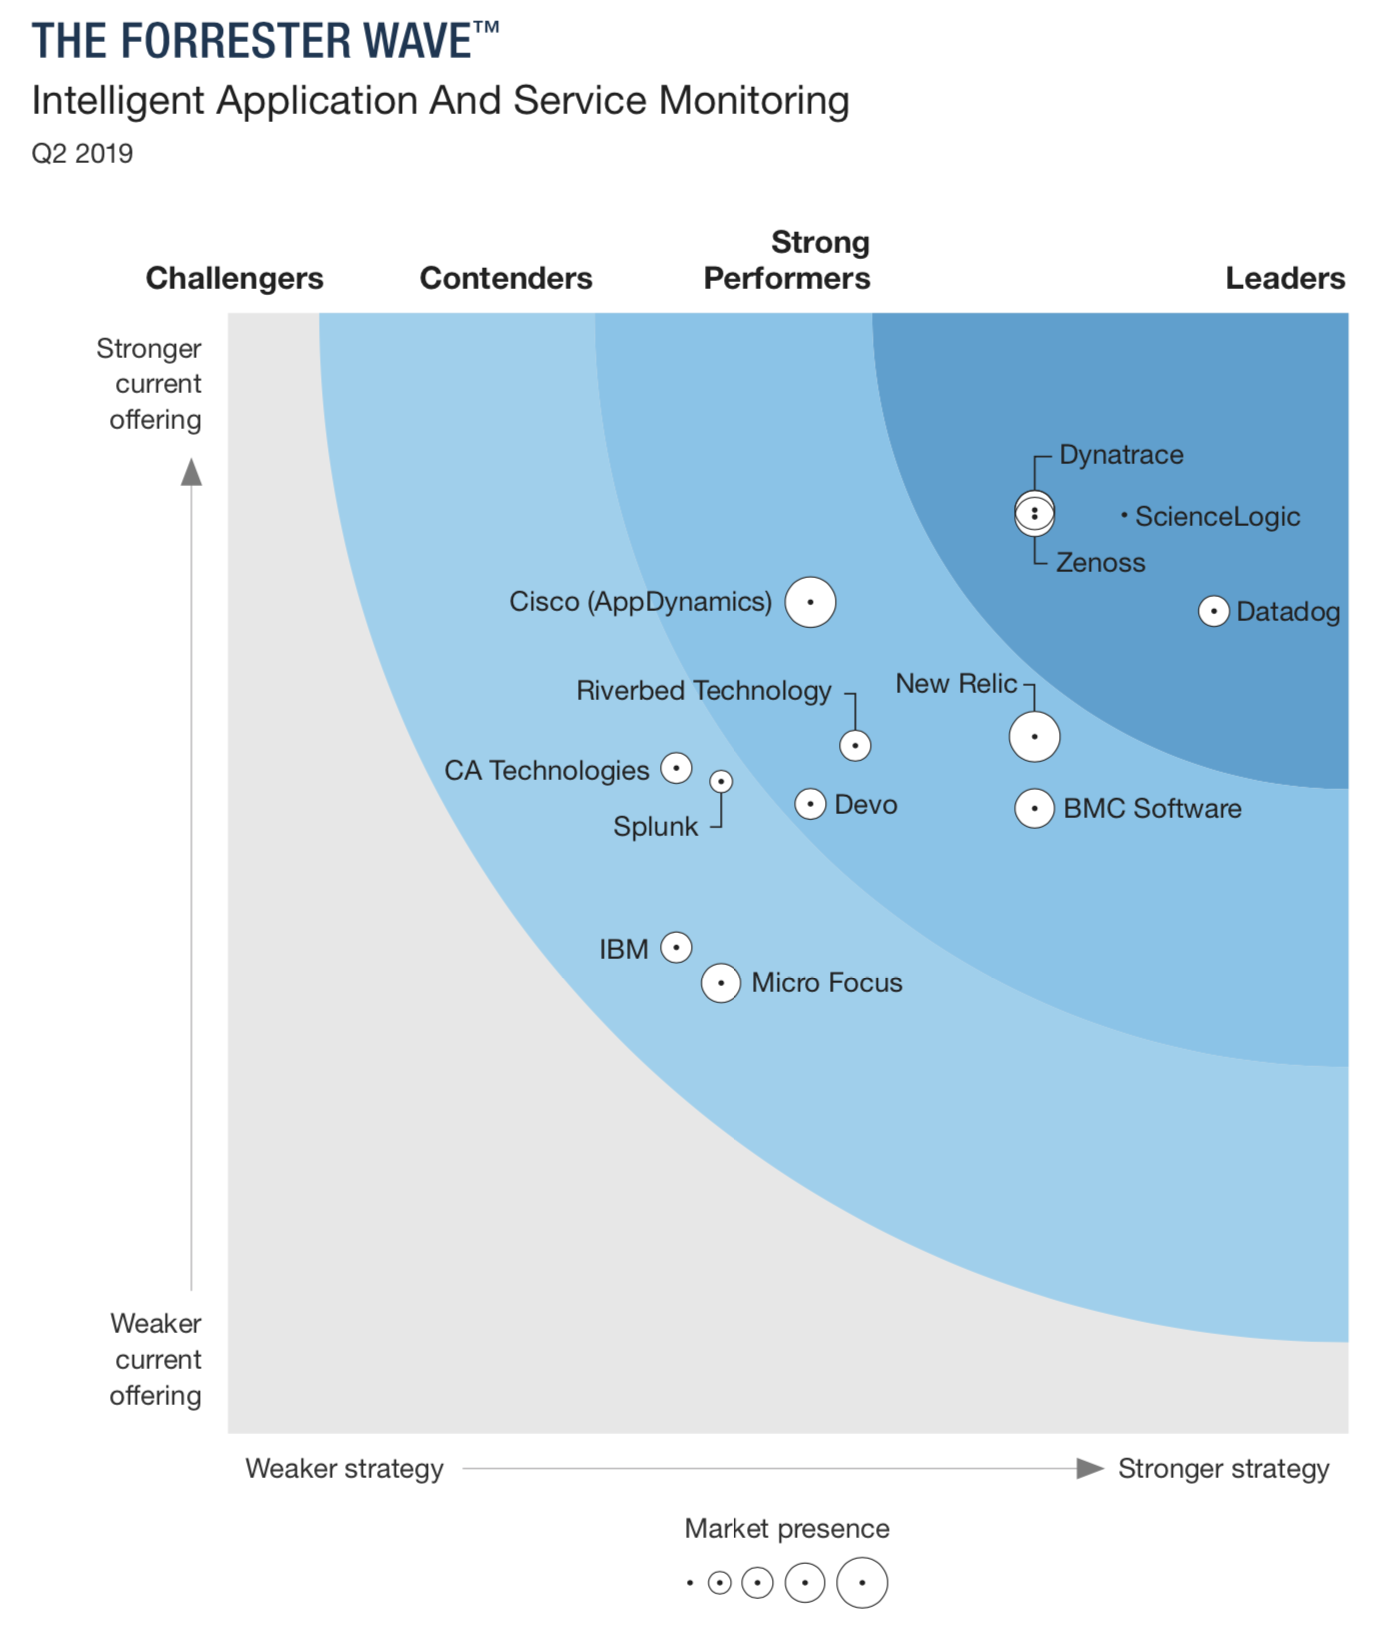 THE FORRESTER WAVE™
Intelligent Application And Service Monitoring
Q2 2019
Challengers
Contenders
Strong
Performers
Leaders
Stronger
current
offering
Dynatrace
ScienceLogic
Zenoss
Cisco (AppDynamics)
Datadog
Riverbed Technology
New Relic
CA Technologies
Splunk
Devo
BMC Software
IBM
Micro Focus
Weaker
current
offering
Weaker strategy
Stronger strategy
Market presence